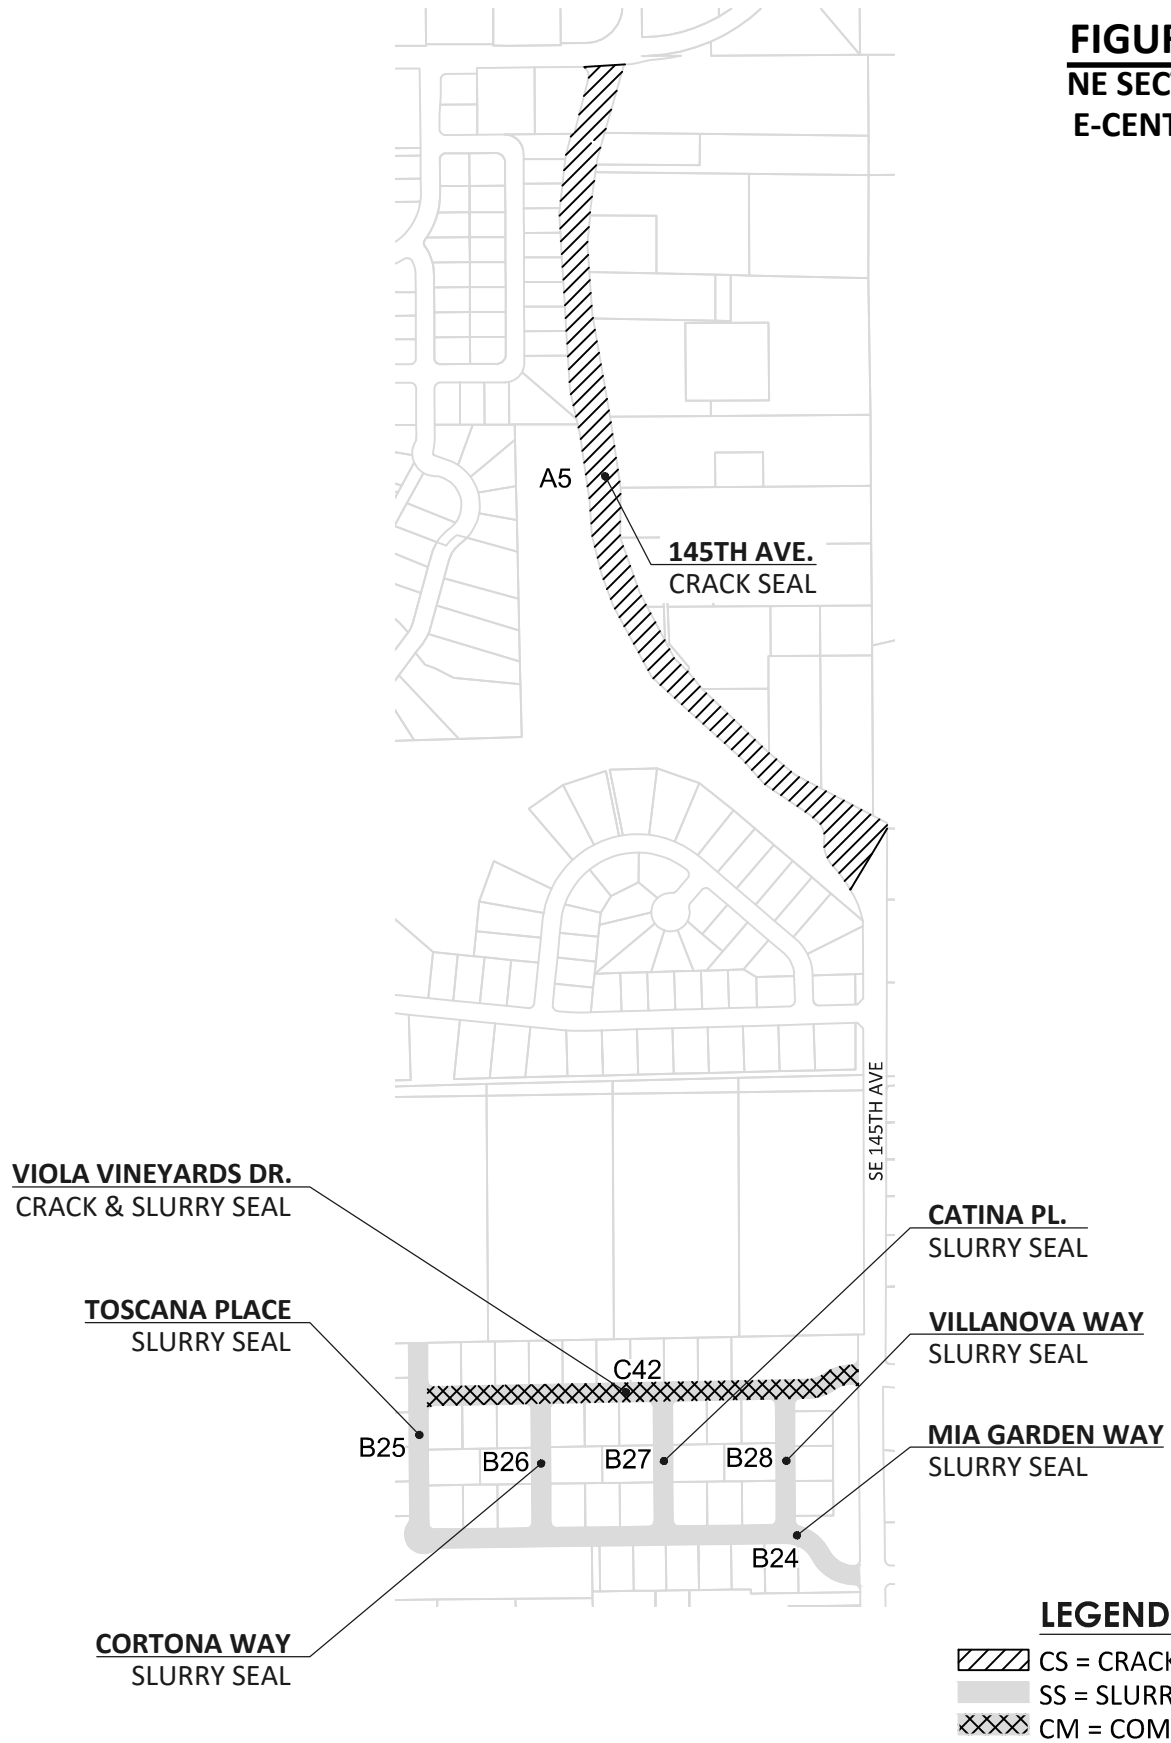 FIGUR
NE SECT
E-CENT
A5
145TH AVE.
CRACK SEAL
SE 145TH AVE
VIOLA VINEYARDS DR.
CRACK & SLURRY SEAL
CATINA PL.
SLURRY SEAL
TOSCANA PLACE
SLURRY SEAL
VILLANOVA WAY
SLURRY SEAL
C42
B25
B26
B27
B28
MIA GARDEN WAY
SLURRY SEAL
B24
CORTONA WAY
SLURRY SEAL
LEGEND
CS = CRACK
SS = SLURR
CM = COM